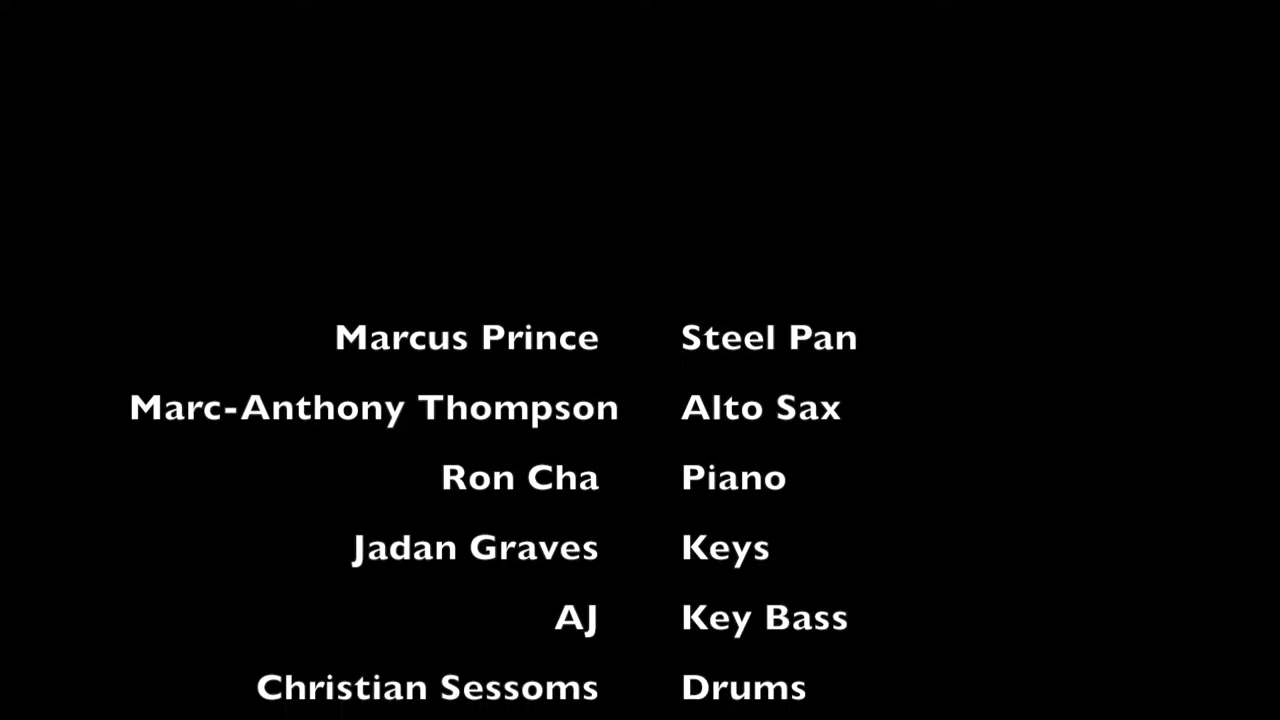 Marcus Prince Steel Pan
Marc-Anthony Thompson Alto Sax
Ron Cha Piano
Jadan Graves Keys
AJ Key Bass
Christian Sessoms Drums